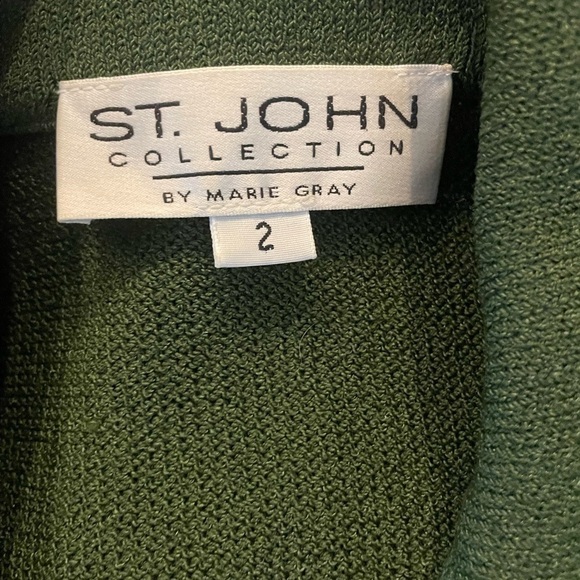 ST. JOHN
COLLECTION
BY MARIE GRAY
2